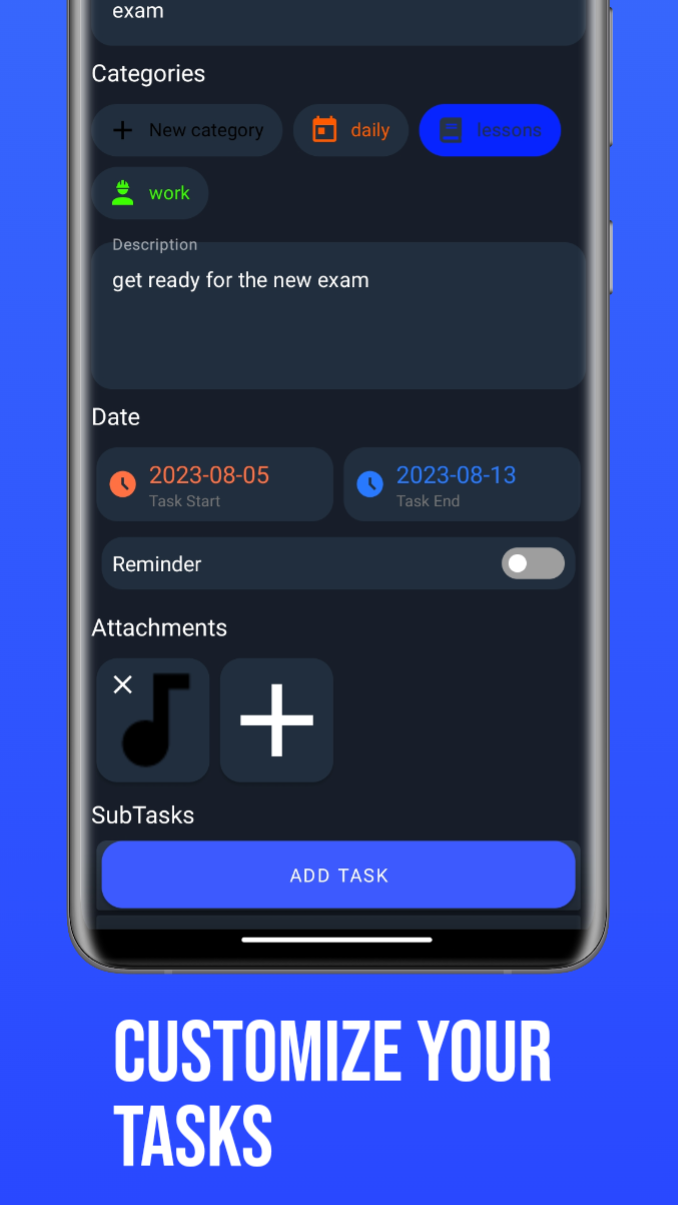 exam
Categories
New category
daily
lessons
work
Description
get ready for the new exam
Date
2023-08-05
Task Start
2023-08-13
Task End
Reminder
Attachments
SubTasks
ADD TASK
CUSTOMIZE YOUR
TASKS